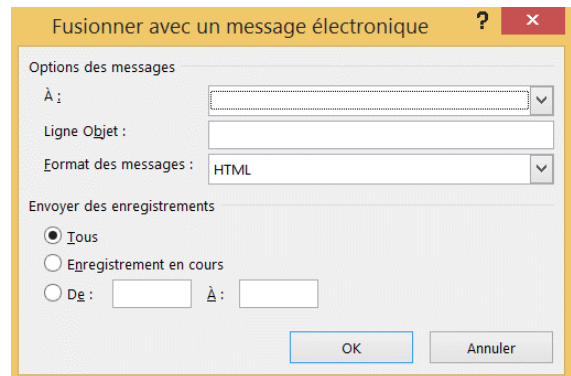 Fusionner avec un message électronique ? ×
Options des messages
À :
Ligne Objet :
Format des messages : HTML
Envoyer des enregistrements
Tous
Enregistrement en cours
De : À :
OK Annuler